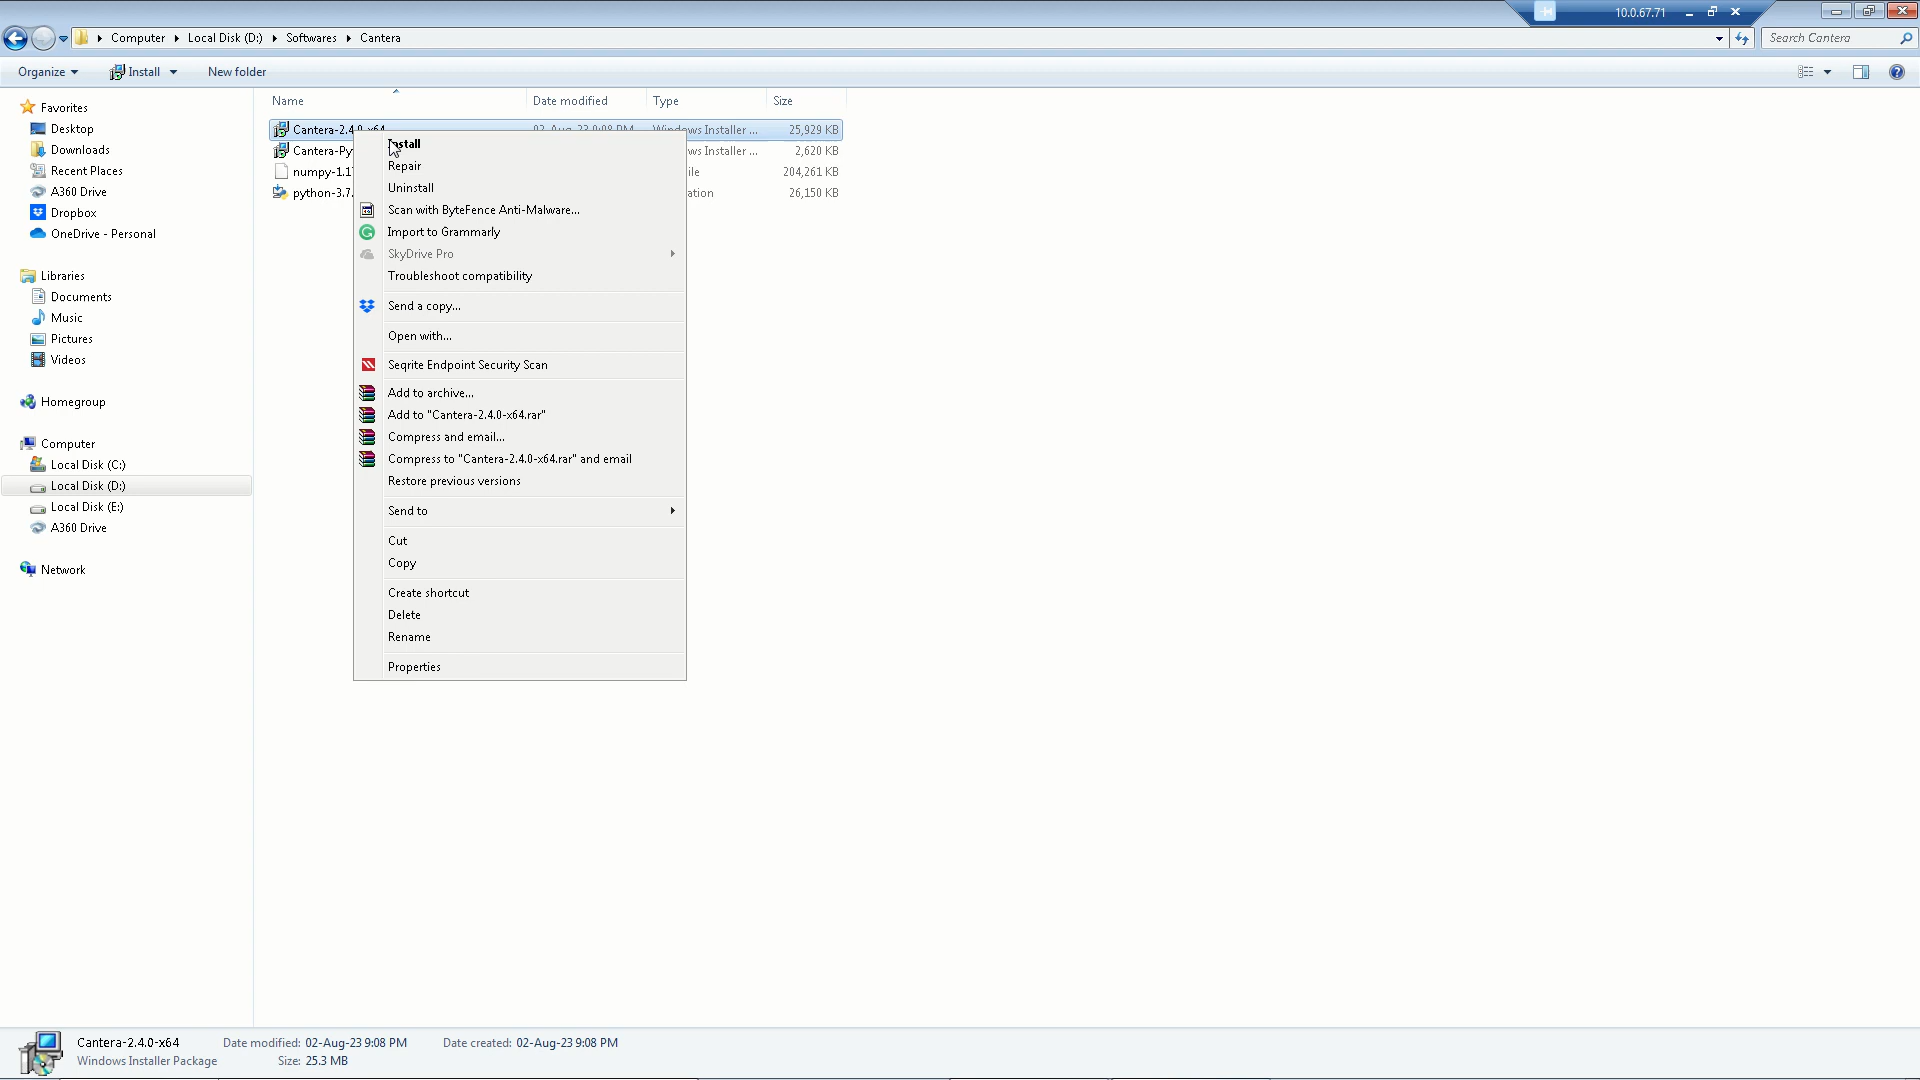 10.0.67.71
Computer Local Disk (D:) Softwares Cantera
Search Cantera
Organize Install New folder
Name Date modified Type Size
Favorites
Desktop
Downloads
Recent Places
A360 Drive
Dropbox
OneDrive - Personal
Libraries
Documents
Music
Pictures
Videos
Homegroup
Computer
Local Disk (C:)
Local Disk (D:)
Local Disk (E:)
A360 Drive
Network
Cantera-2.4.0-x64 02-Aug-23 9:08 PM Windows Installer ... 25,929 KB
Cantera-Py ws Installer ... 2,620 KB
numpy-1.1 ile 204,261 KB
python-3.7. ation 26,150 KB
Install
Repair
Uninstall
Scan with ByteFence Anti-Malware...
Import to Grammarly
SkyDrive Pro
Troubleshoot compatibility
Send a copy...
Open with...
Seqrite Endpoint Security Scan
Add to archive...
Add to "Cantera-2.4.0-x64.rar"
Compress and email...
Compress to "Cantera-2.4.0-x64.rar" and email
Restore previous versions
Send to
Cut
Copy
Create shortcut
Delete
Rename
Properties
Cantera-2.4.0-x64 Date modified: 02-Aug-23 9:08 PM Date created: 02-Aug-23 9:08 PM
Windows Installer Package Size: 25.3 MB